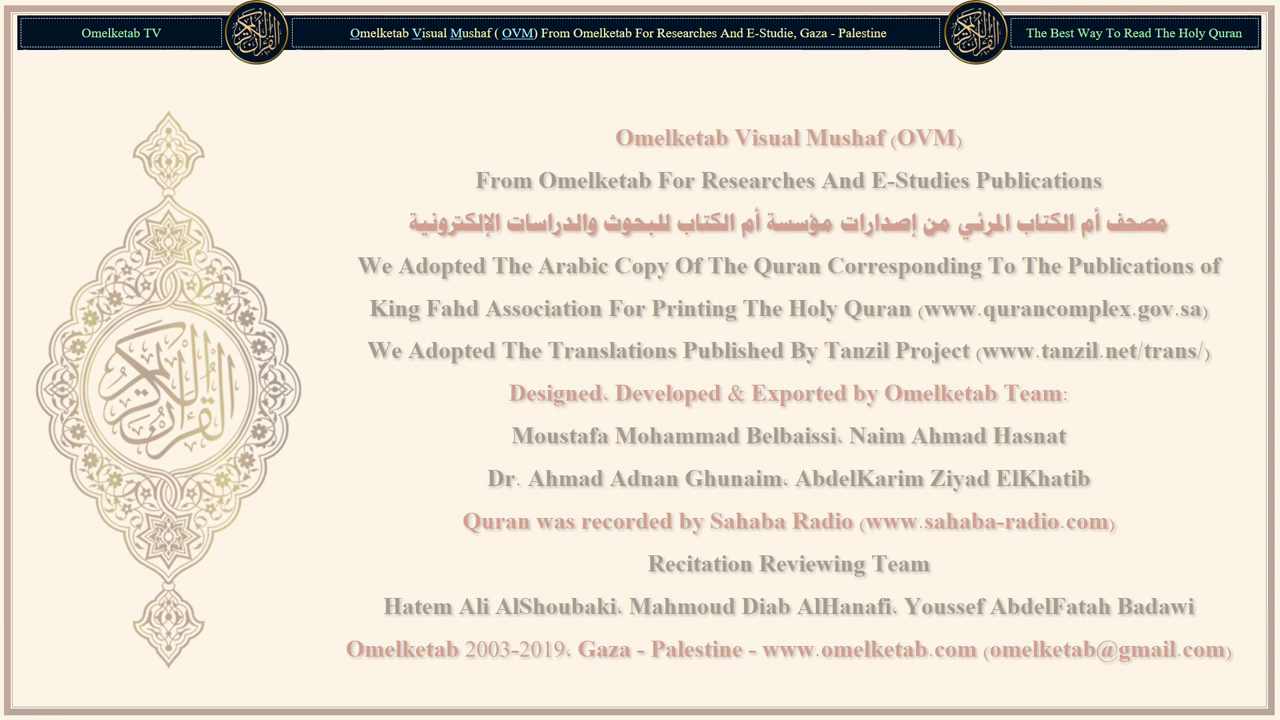 Omelketab TV
Omelketab Visual Mushaf ( OVM) From Omelketab For Researches And E-Studie, Gaza - Palestine
The Best Way To Read The Holy Quran
Omelketab Visual Mushaf (OVM)
From Omelketab For Researches And E-Studies Publications
مصحف أم الكتاب المرئي من إصدارات مؤسسة أم الكتاب للبحوث والدراسات الإلكترونية
We Adopted The Arabic Copy Of The Quran Corresponding To The Publications of
King Fahd Association For Printing The Holy Quran (www.qurancomplex.gov.sa)
We Adopted The Translations Published By Tanzil Project (www.tanzil.net/trans/)
Designed، Developed & Exported by Omelketab Team:
Moustafa Mohammad Belbaissi، Naim Ahmad Hasnat
Dr. Ahmad Adnan Ghunaim، AbdelKarim Ziyad ElKhatib
Quran was recorded by Sahaba Radio (www.sahaba-radio.com)
Recitation Reviewing Team
Hatem Ali AlShoubaki، Mahmoud Diab AlHanafi، Youssef AbdelFatah Badawi
Omelketab 2003-2019، Gaza - Palestine - www.omelketab.com (omelketab@gmail.com)
القرآن الكريم